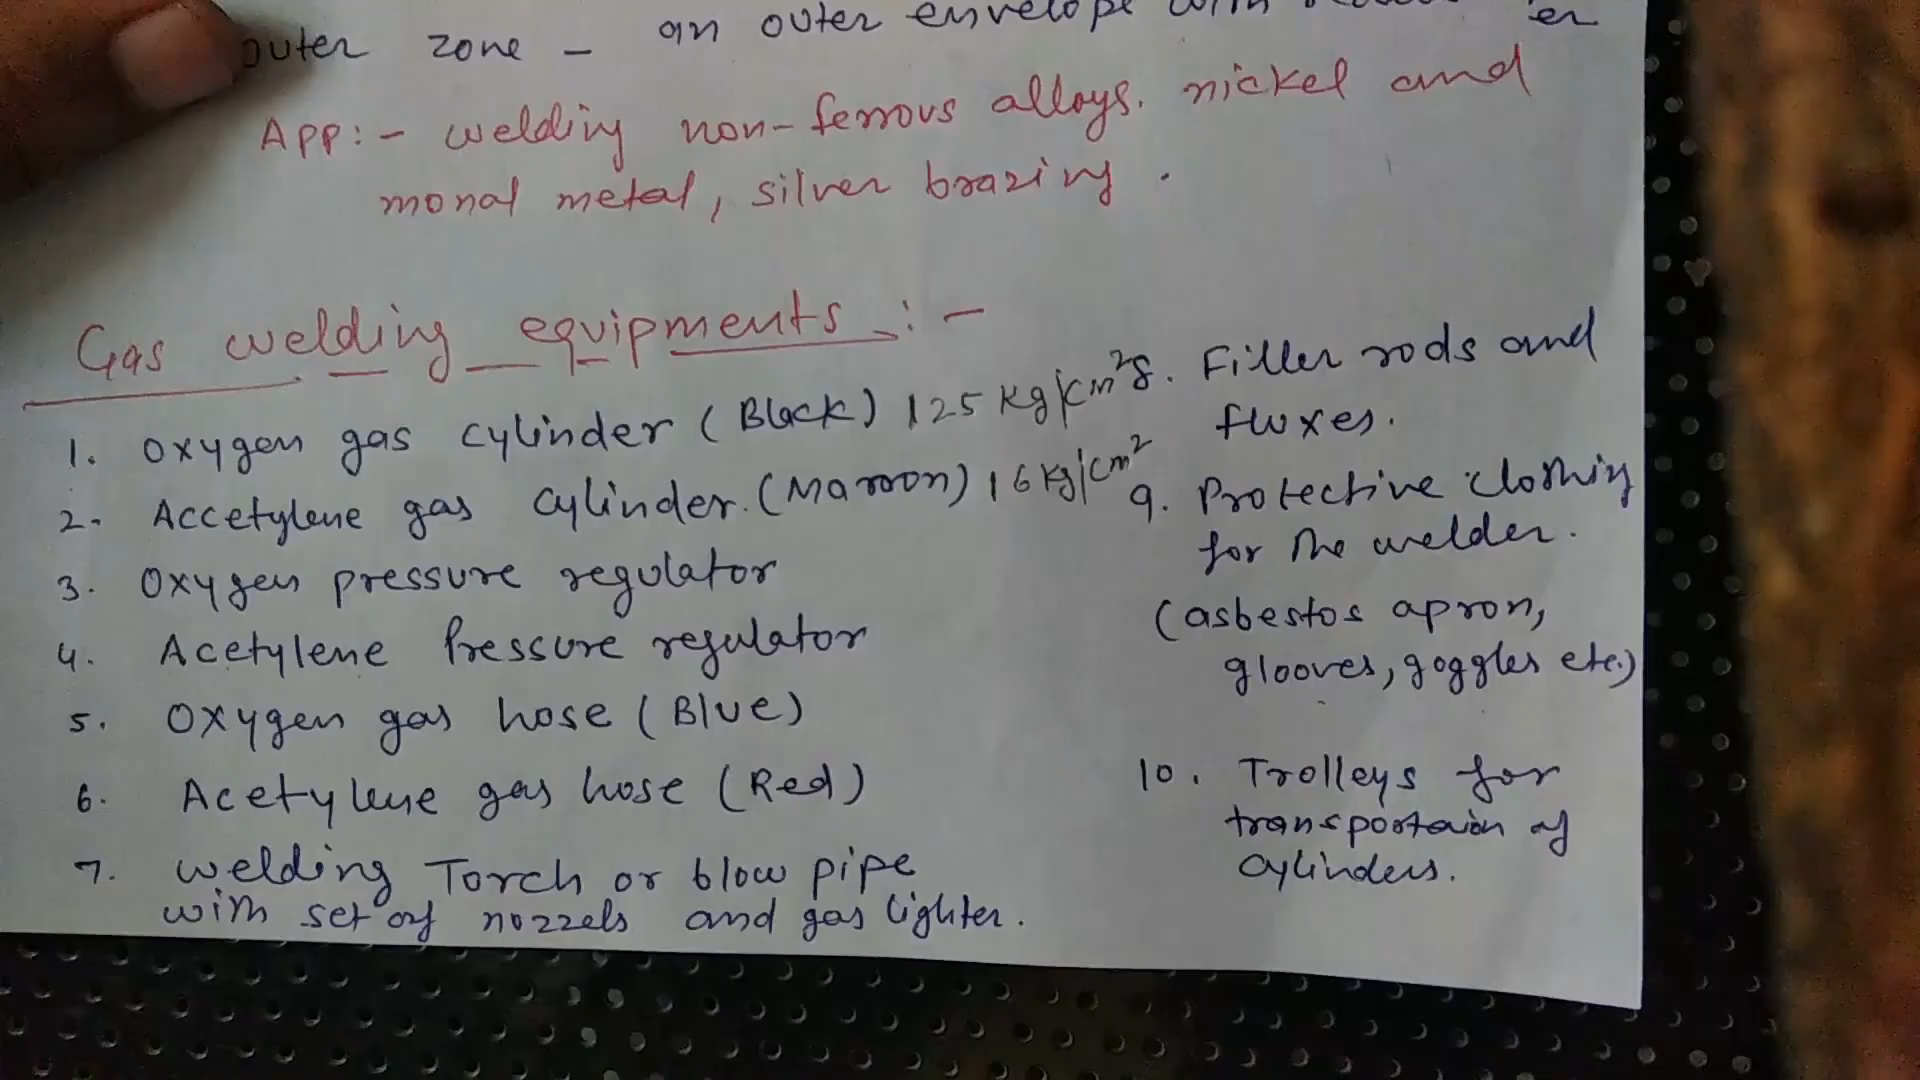 outer zone - an outer envelope with
er
App:- welding non-ferrous alloys. nickel and
monal metal, silver brazing.
Gas welding equipments :-
1. Oxygen gas cylinder (Black) 125 kg/cm²
2. Accetylene gas cylinder. (Maroon) 16 kg/cm²
3. Oxygen pressure regulator
4. Acetylene Pressure regulator
5. Oxygen gas hose (Blue)
6. Acetylene gas hose (Red)
7. welding Torch or blow pipe
with set of nozzels and gas lighter.
8. Filler rods and
fluxes.
9. Protective clothing
for the welder.
(asbestos apron,
glooves, goggles etc.)
10. Trolleys for
transportaion of
cylinders.